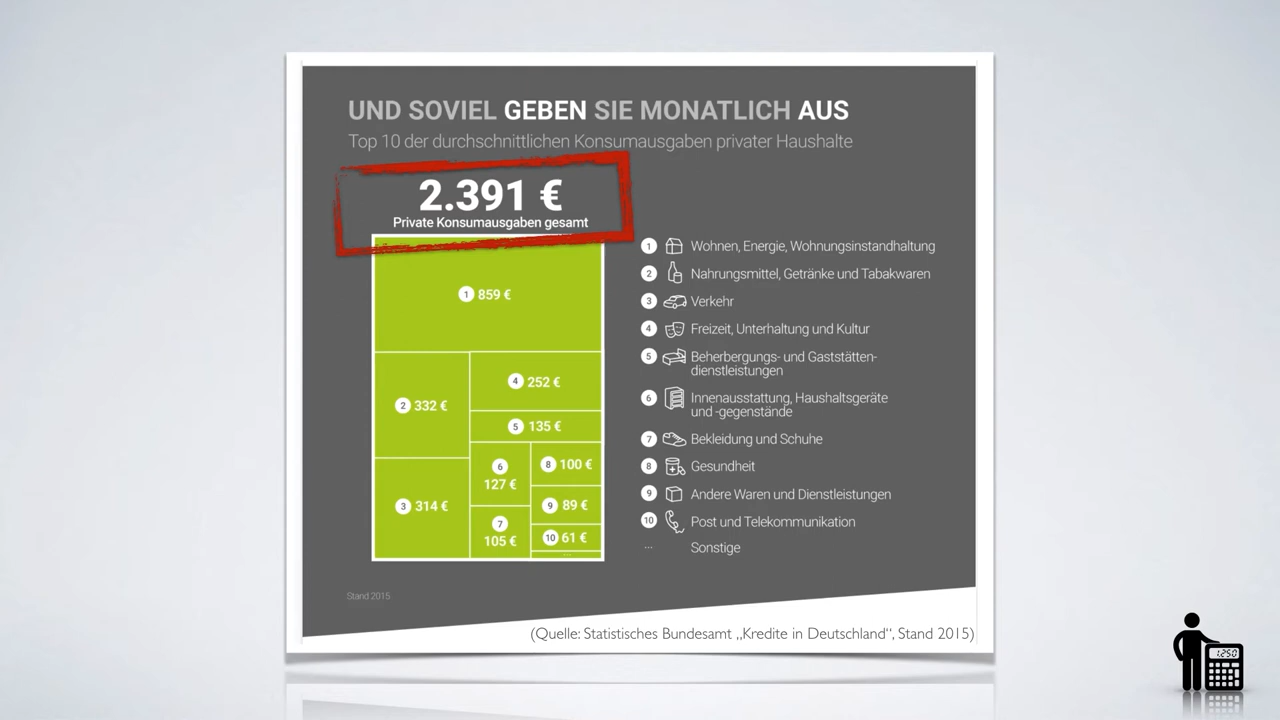 UND SOVIEL GEBEN SIE MONATLICH AUS
Top 10 der durchschnittlichen Konsumausgaben privater Haushalte
2.391 €
Private Konsumausgaben gesamt
1 859 €
2 332 €
3 314 €
4 252 €
5 135 €
6
127 €
7
105 €
8 100 €
9 89 €
10 61 €
...
1 Wohnen, Energie, Wohnungsinstandhaltung
2 Nahrungsmittel, Getränke und Tabakwaren
3 Verkehr
4 Freizeit, Unterhaltung und Kultur
5 Beherbergungs- und Gaststätten-
dienstleistungen
6 Innenausstattung, Haushaltsgeräte
und -gegenstände
7 Bekleidung und Schuhe
8 Gesundheit
9 Andere Waren und Dienstleistungen
10 Post und Telekommunikation
... Sonstige
Stand 2015
(Quelle: Statistisches Bundesamt „Kredite in Deutschland“, Stand 2015)
1,250